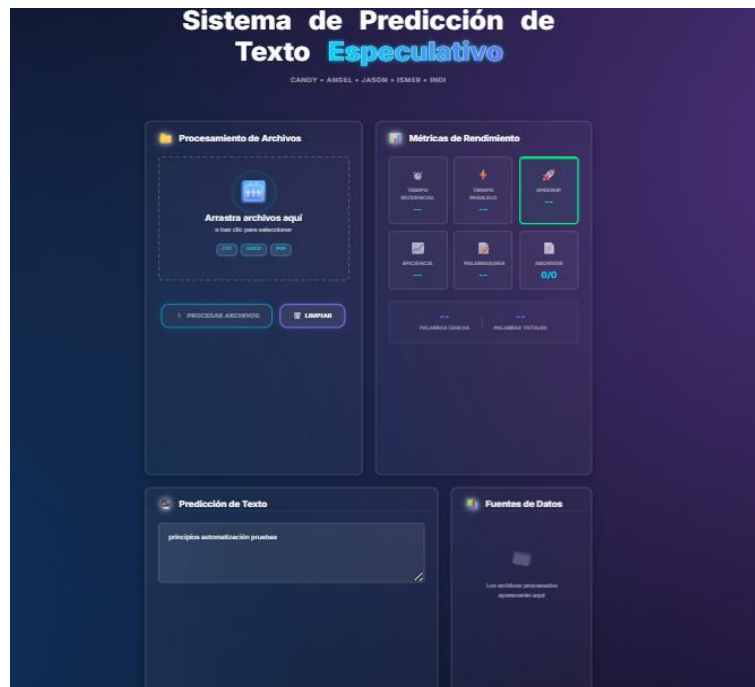 Sistema de Predicción de
Texto Especulativo
CANDY • ANGEL • JASON • ISMER • INDI
Procesamiento de Archivos
Arrastra archivos aquí
o haz clic para seleccionar
.TXT .DOCX .PDF
PROCESAR ARCHIVOS
LIMPIAR
Métricas de Rendimiento
TIEMPO
SECUENCIAL
--
TIEMPO
PARALELO
--
SPEEDUP
--
EFICIENCIA
--
PALABRAS/SEG
--
ARCHIVOS
0/0
--
PALABRAS ÚNICAS
--
PALABRAS TOTALES
Predicción de Texto
principios automatización pruebas
Fuentes de Datos
Los archivos procesados
aparecerán aquí